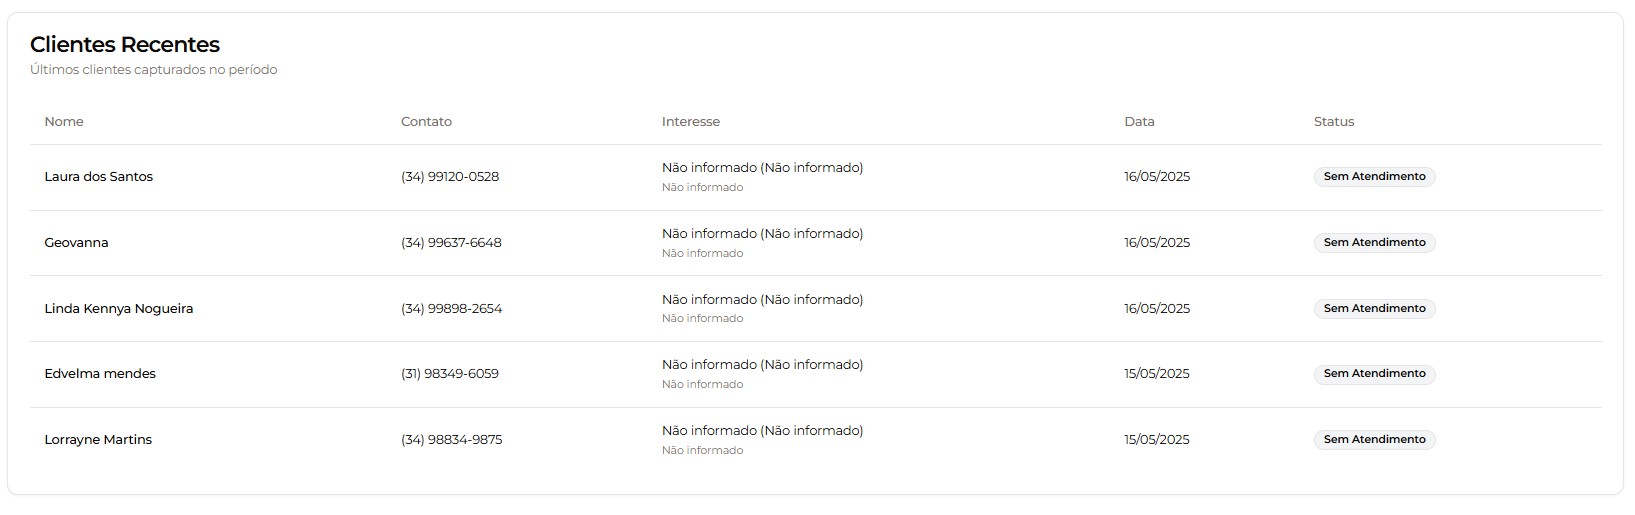 Clientes Recentes
Últimos clientes capturados no período
Nome Contato Interesse Data Status
Laura dos Santos (34) 99120-0528 Não informado (Não informado) 16/05/2025 Sem Atendimento
Não informado
Geovanna (34) 99637-6648 Não informado (Não informado) 16/05/2025 Sem Atendimento
Não informado
Linda Kennya Nogueira (34) 99898-2654 Não informado (Não informado) 16/05/2025 Sem Atendimento
Não informado
Edvelma mendes (31) 98349-6059 Não informado (Não informado) 15/05/2025 Sem Atendimento
Não informado
Lorrayne Martins (34) 98834-9875 Não informado (Não informado) 15/05/2025 Sem Atendimento
Não informado